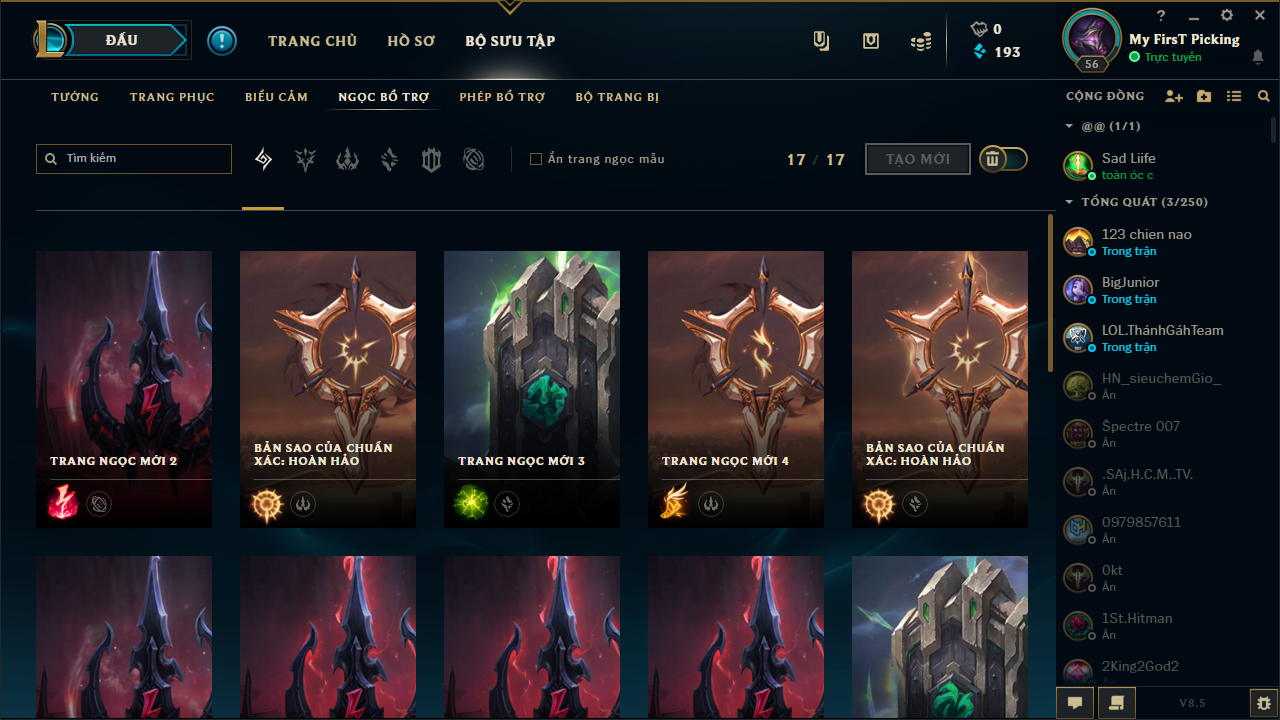 ĐẤU
TRANG CHỦ
HỒ SƠ
BỘ SƯU TẬP
0
193
56
My FirsT Picking
Trực tuyến
TƯỚNG
TRANG PHỤC
BIỂU CẢM
NGỌC BỔ TRỢ
PHÉP BỔ TRỢ
BỘ TRANG BỊ
Tìm kiếm
Ẩn trang ngọc mẫu
17 / 17
TẠO MỚI
TRANG NGỌC MỚI 2
BẢN SAO CỦA CHUẨN
XÁC: HOÀN HẢO
TRANG NGỌC MỚI 3
TRANG NGỌC MỚI 4
BẢN SAO CỦA CHUẨN
XÁC: HOÀN HẢO
CỘNG ĐỒNG
@@ (1/1)
Sad Liife
toàn óc c
TỔNG QUÁT (3/250)
123 chien nao
Trong trận
BigJunior
Trong trận
LOL.ThánhGáhTeam
Trong trận
HN_sieuchemGio_
Ẩn
Špectre 007
Ẩn
.SAj.H.C.M..TV.
Ẩn
0979857611
Ẩn
0kt
Ẩn
1St.Hitman
Ẩn
2King2God2
Ẩn
V8.5